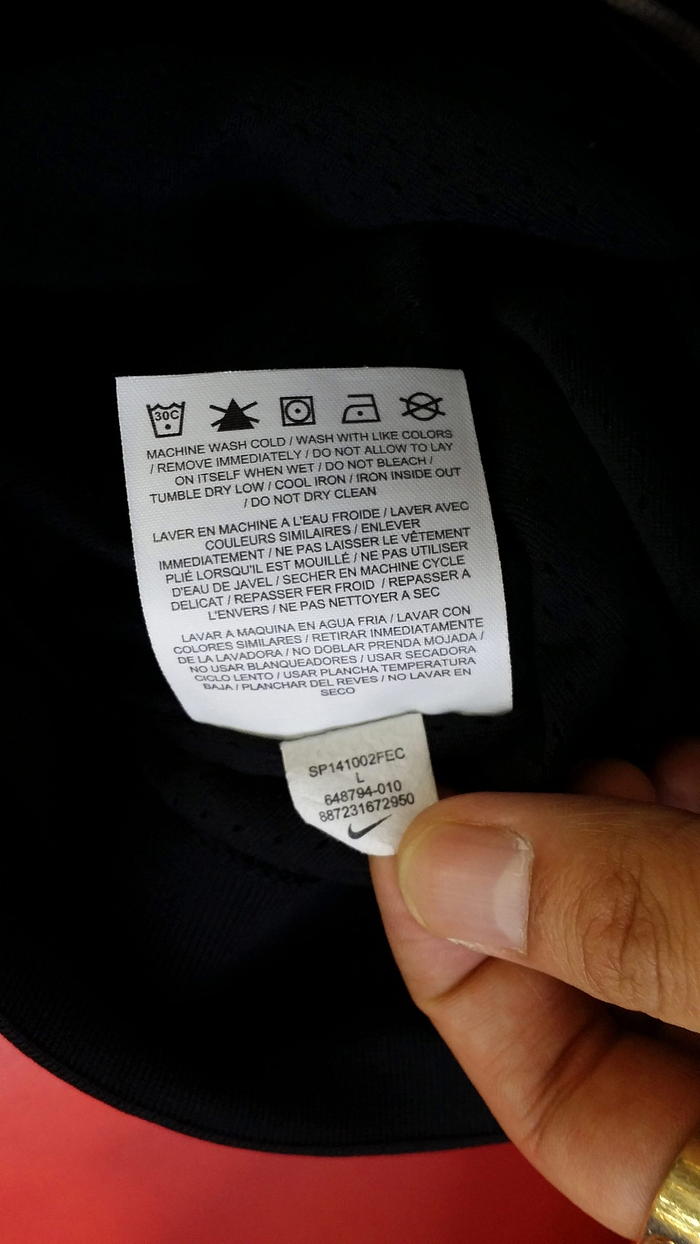 30C
MACHINE WASH COLD / WASH WITH LIKE COLORS
/ REMOVE IMMEDIATELY / DO NOT ALLOW TO LAY
ON ITSELF WHEN WET / DO NOT BLEACH /
TUMBLE DRY LOW / COOL IRON / IRON INSIDE OUT
/ DO NOT DRY CLEAN
LAVER EN MACHINE A L'EAU FROIDE / LAVER AVEC
COULEURS SIMILAIRES / ENLEVER
IMMEDIATEMENT / NE PAS LAISSER LE VÊTEMENT
PLIÉ LORSQU'IL EST MOUILLÉ / NE PAS UTILISER
D'EAU DE JAVEL / SECHER EN MACHINE CYCLE
DELICAT / REPASSER FER FROID / REPASSER A
L'ENVERS / NE PAS NETTOYER A SEC
LAVAR A MAQUINA EN AGUA FRIA / LAVAR CON
COLORES SIMILARES / RETIRAR INMEDIATAMENTE
DE LA LAVADORA / NO DOBLAR PRENDA MOJADA /
NO USAR BLANQUEADORES / USAR SECADORA
CICLO LENTO / USAR PLANCHA TEMPERATURA
BAJA / PLANCHAR DEL REVES / NO LAVAR EN
SECO
SP141002FEC
L
648794-010
887231672950